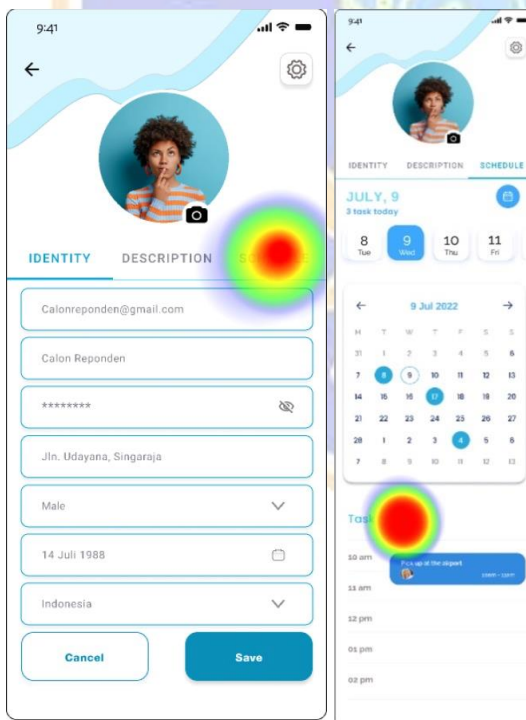 9:41
IDENTITY DESCRIPTION
Calonreponden@gmail.com
Calon Reponden
********
Jln. Udayana, Singaraja
Male
14 Juli 1988
Indonesia
Cancel Save
9:41
IDENTITY DESCRIPTION SCHEDULE
JULY, 9
3 task today
8 9 10 11
Tue Wed Thu Fri
9 Jul 2022
H T W T F S S
31 1 2 3 4 5 6
7 8 9 10 11 12 13
14 15 16 17 18 19 20
21 22 23 24 25 26 27
28 1 2 3 4 5 6
7 8 9 10 11 12 13
Task
10 am
Pick up at the airport
10am - 11am
11 am
12 pm
01 pm
02 pm